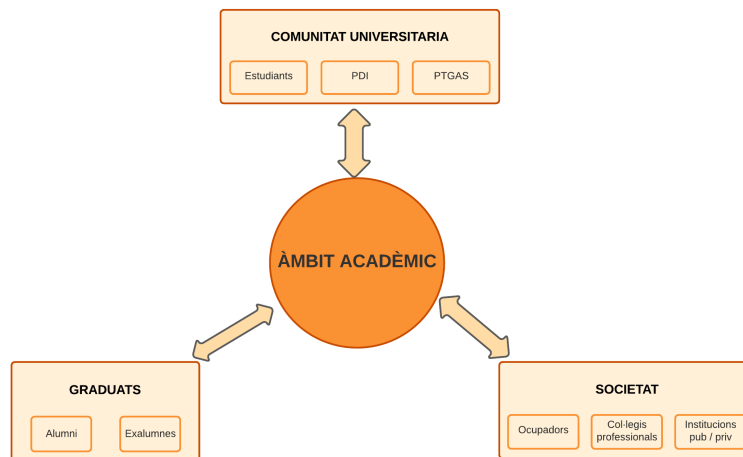 COMUNITAT UNIVERSITARIA
Estudiants
PDI
PTGAS
ÀMBIT ACADÈMIC
GRADUATS
Alumni
Exalumnes
SOCIETAT
Ocupadors
Col·legis
professionals
Institucions
pub / priv